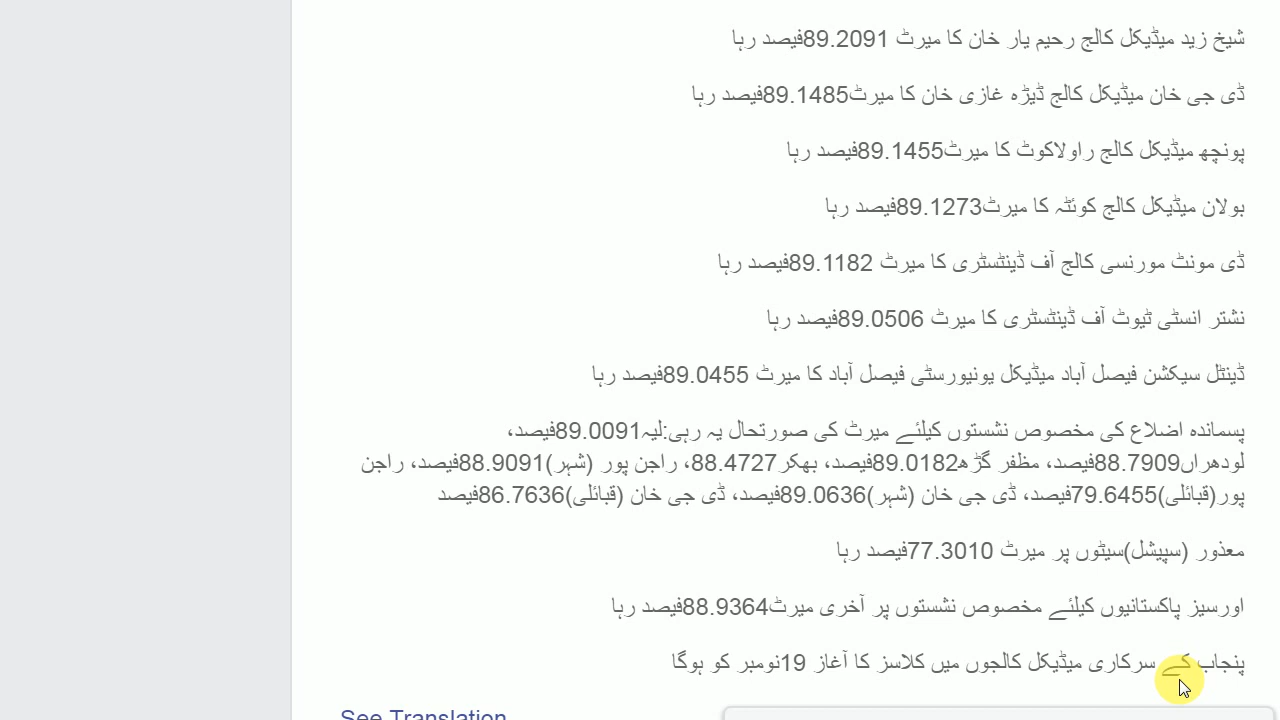 شیخ زید میڈیکل کالج رحیم یار خان کا میرٹ 89.2091فیصد رہا
ڈی جی خان میڈیکل کالج ڈیڑہ غازی خان کا میرٹ89.1485فیصد رہا
پونچھ میڈیکل کالج راولاکوٹ کا میرٹ89.1455فیصد رہا
بولان میڈیکل کالج کوئٹہ کا میرٹ89.1273فیصد رہا
ڈی مونٹ مورنسی کالج آف ڈینٹسٹری کا میرٹ 89.1182فیصد رہا
نشتر انسٹی ٹیوٹ آف ڈینٹسٹری کا میرٹ 89.0506فیصد رہا
ڈینٹل سیکشن فیصل آباد میڈیکل یونیورسٹی فیصل آباد کا میرٹ 89.0455فیصد رہا
پسماندہ اضلاع کی مخصوص نشستوں کیلئے میرٹ کی صورتحال یہ رہی:لیہ89.0091فیصد،
لودھراں88.7909فیصد، مظفر گڑھ89.0182فیصد، بھکر88.4727، راجن پور (شہر)88.9091فیصد، راجن
پور(قبائلی)79.6455فیصد، ڈی جی خان (شہر)89.0636فیصد، ڈی جی خان (قبائلی)86.7636فیصد
معذور (سپیشل)سیٹوں پر میرٹ 77.3010فیصد رہا
اورسیز پاکستانیوں کیلئے مخصوص نشستوں پر آخری میرٹ88.9364فیصد رہا
پنجاب کے سرکاری میڈیکل کالجوں میں کلاسز کا آغاز 19نومبر کو ہوگا
See Translation